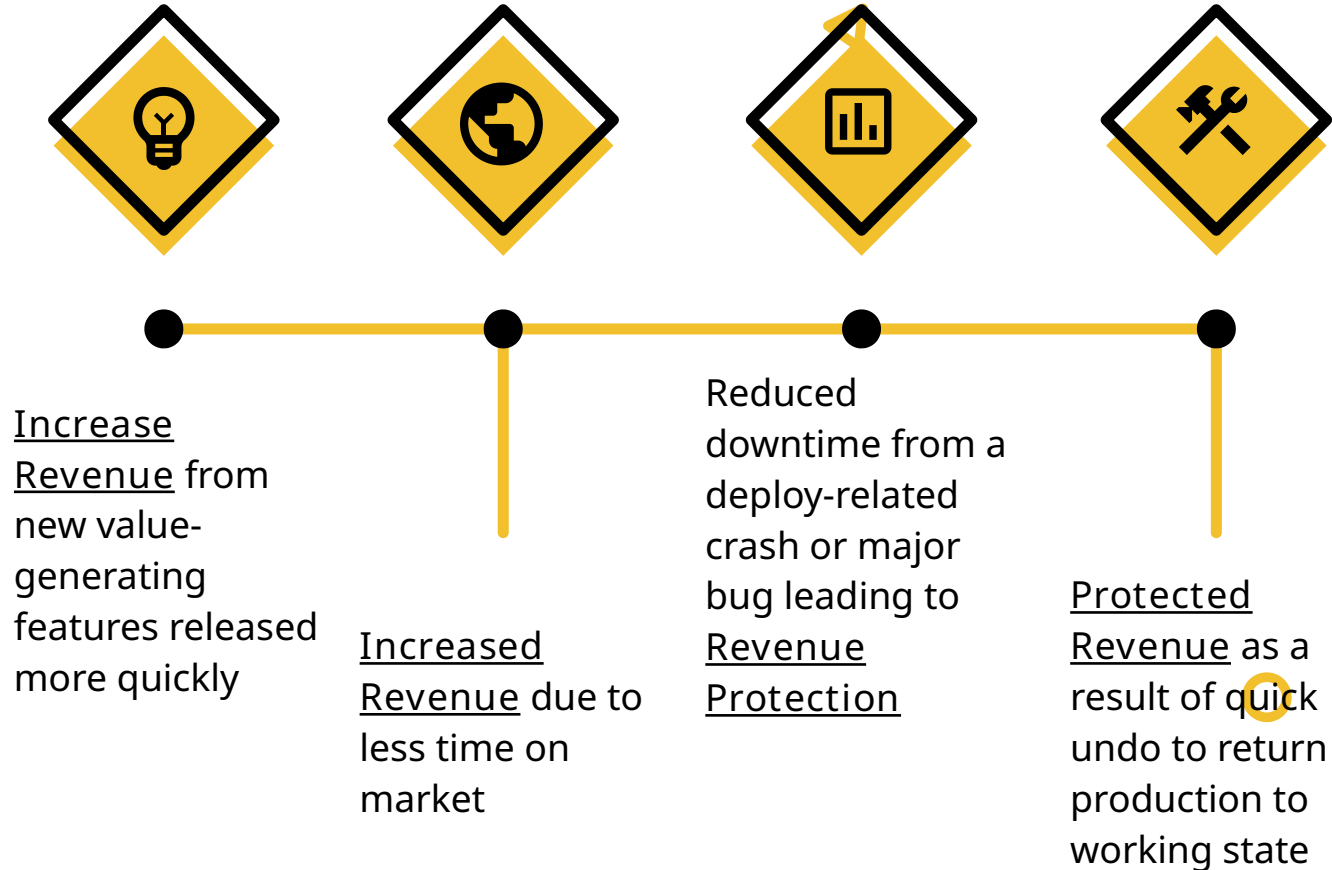 Increase
Revenue from
new value-
generating
features released
more quickly
Increased
Revenue due to
less time on
market
Reduced
downtime from a
deploy-related
crash or major
bug leading to
Revenue
Protection
Protected
Revenue as a
result of quick
undo to return
production to
working state